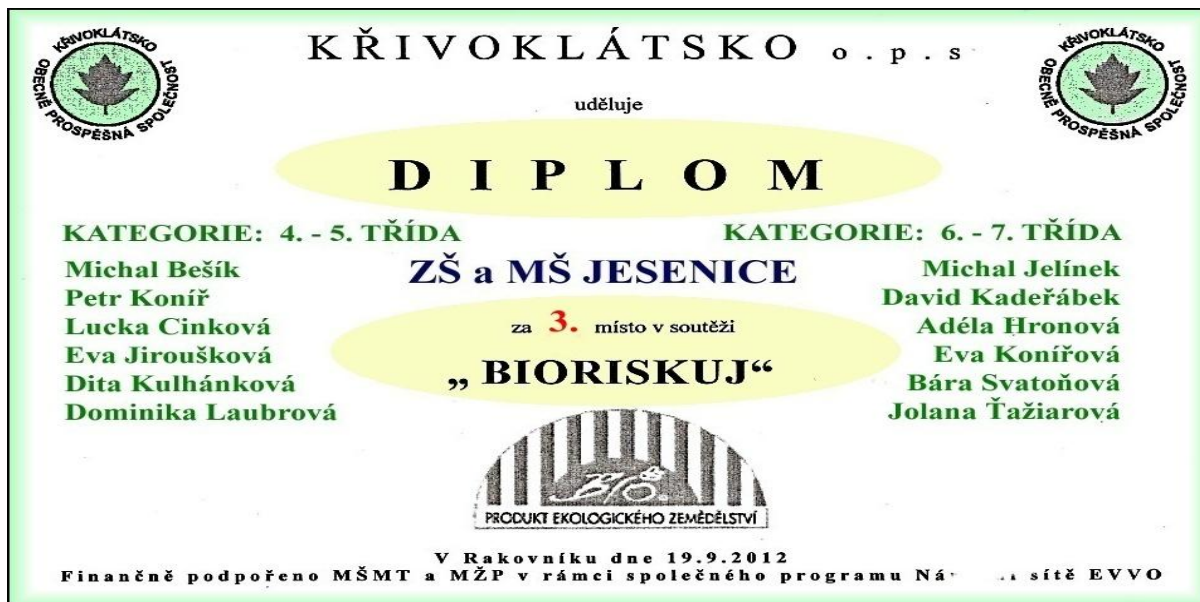 KŘIVOKLÁTSKO o.p.s
KŘIVOKLÁTSKO
OBECNĚ PROSPĚŠNÁ SPOLEČNOST
KŘIVOKLÁTSKO
OBECNĚ PROSPĚŠNÁ SPOLEČNOST
uděluje
DIPLOM
KATEGORIE: 4. - 5. TŘÍDA
Michal Bešík
Petr Koníř
Lucka Cinková
Eva Jiroušková
Dita Kulhánková
Dominika Laubrová
ZŠ a MŠ JESENICE
za 3. místo v soutěži
„ BIORISKUJ“
KATEGORIE: 6. - 7. TŘÍDA
Michal Jelínek
David Kadeřábek
Adéla Hronová
Eva Konířová
Bára Svatoňová
Jolana Ťažiarová
BIO
PRODUKT EKOLOGICKÉHO ZEMĚDĚLSTVÍ
V Rakovníku dne 19.9.2012
Finančně podpořeno MŠMT a MŽP v rámci společného programu sítě EVVO